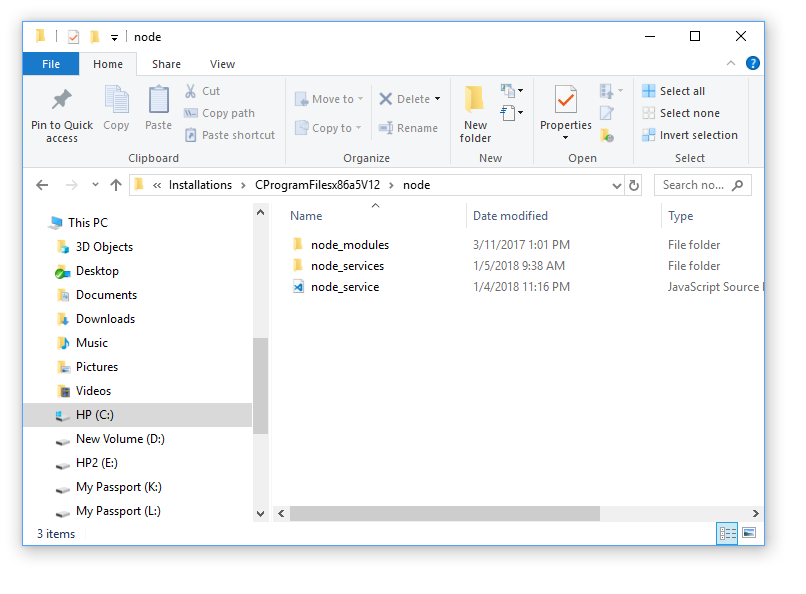 node
File Home Share View
Pin to Quick access
Copy
Paste
Cut
Copy path
Paste shortcut
Clipboard
Move to
Copy to
Delete
Rename
Organize
New folder
New
Properties
Open
Select all
Select none
Invert selection
Select
« Installations > CProgramFilesx86a5V12 > node
Search no...
This PC
3D Objects
Desktop
Documents
Downloads
Music
Pictures
Videos
HP (C:)
New Volume (D:)
HP2 (E:)
My Passport (K:)
My Passport (L:)
Name Date modified Type
node_modules 3/11/2017 1:01 PM File folder
node_services 1/5/2018 9:38 AM File folder
node_service 1/4/2018 11:16 PM JavaScript Source
3 items